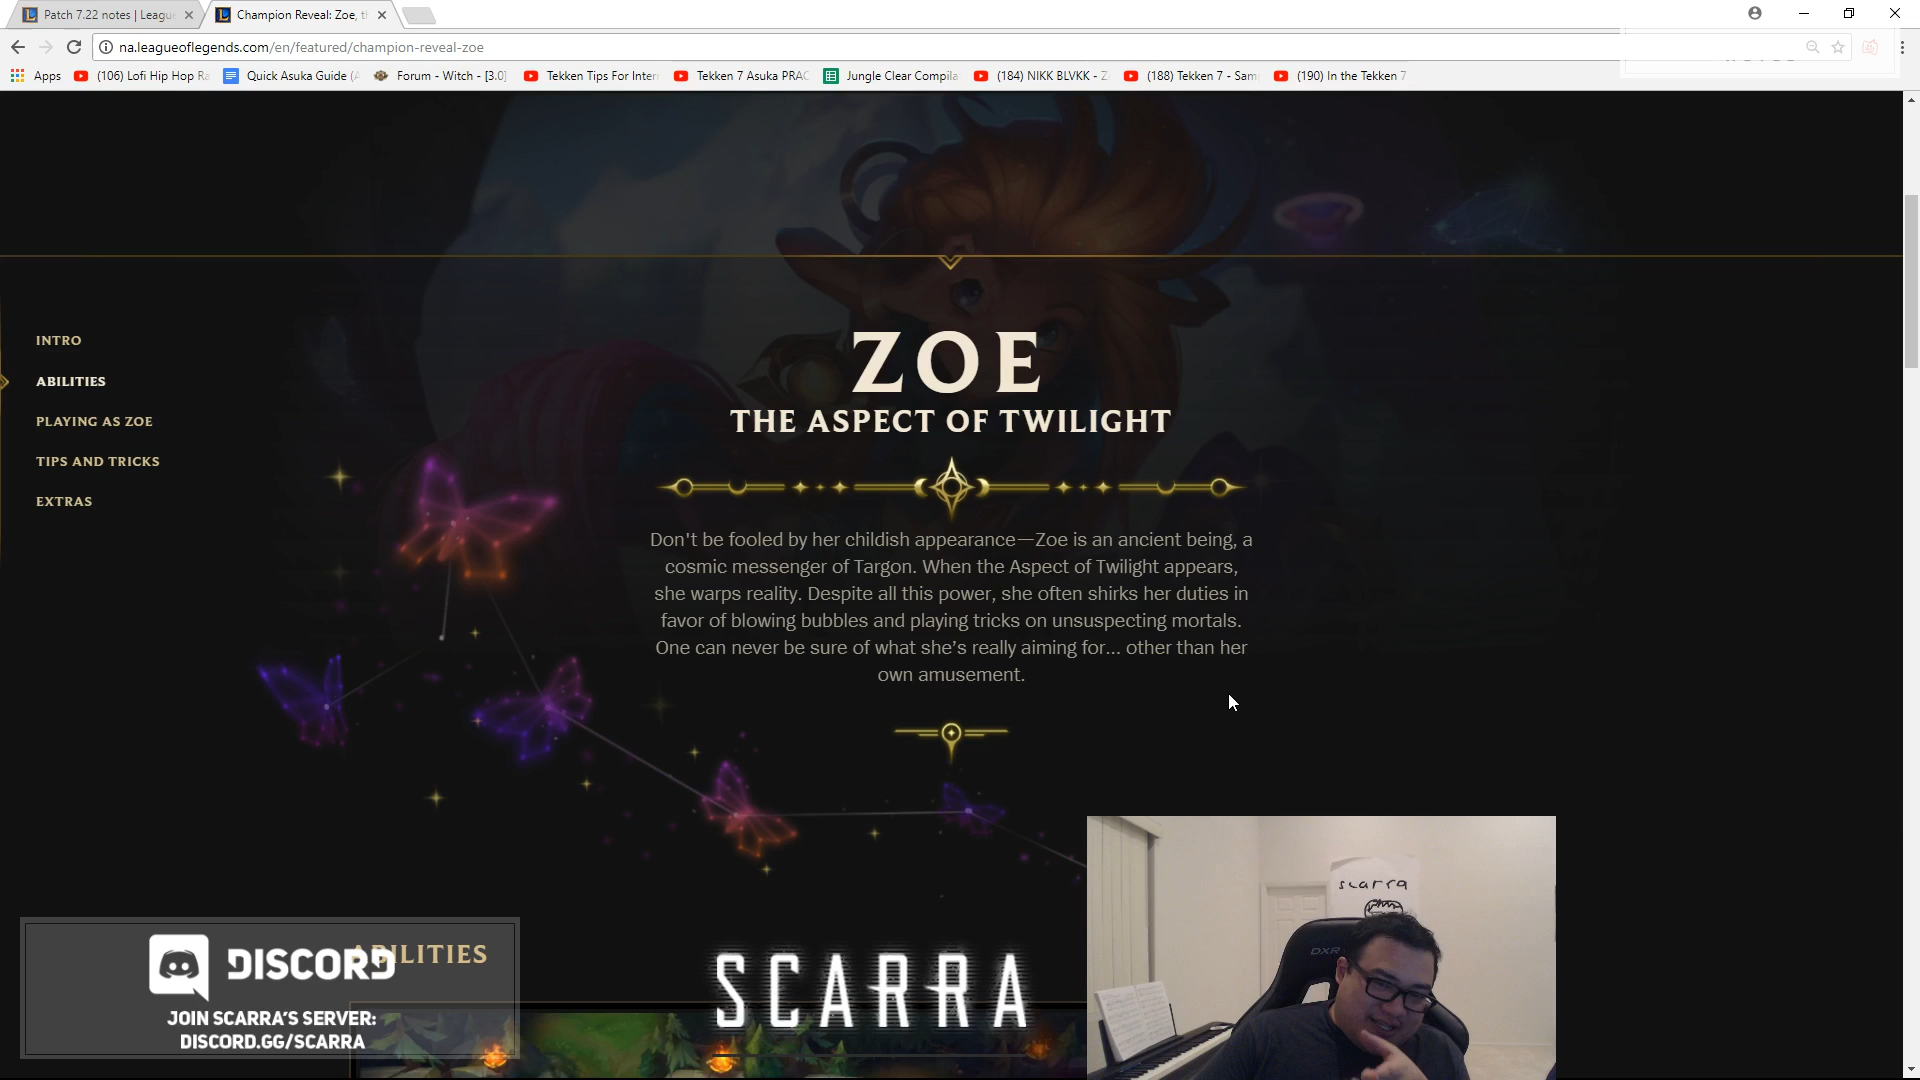 Patch 7.22 notes | Leagu
Champion Reveal: Zoe, th
na.leagueoflegends.com/en/featured/champion-reveal-zoe
Apps
(106) Lofi Hip Hop Ra
Quick Asuka Guide (A
Forum - Witch - [3.0]
Tekken Tips For Inter
Tekken 7 Asuka PRAC
Jungle Clear Compila
(184) NIKK BLVKK - Z
(188) Tekken 7 - Sam
(190) In the Tekken 7
INTRO
ABILITIES
PLAYING AS ZOE
TIPS AND TRICKS
EXTRAS
ZOE
THE ASPECT OF TWILIGHT
Don't be fooled by her childish appearance—Zoe is an ancient being, a
cosmic messenger of Targon. When the Aspect of Twilight appears,
she warps reality. Despite all this power, she often shirks her duties in
favor of blowing bubbles and playing tricks on unsuspecting mortals.
One can never be sure of what she’s really aiming for... other than her
own amusement.
ABILITIES
DISCORD
JOIN SCARRA'S SERVER:
DISCORD.GG/SCARRA
SCARRA
scarra
DXR